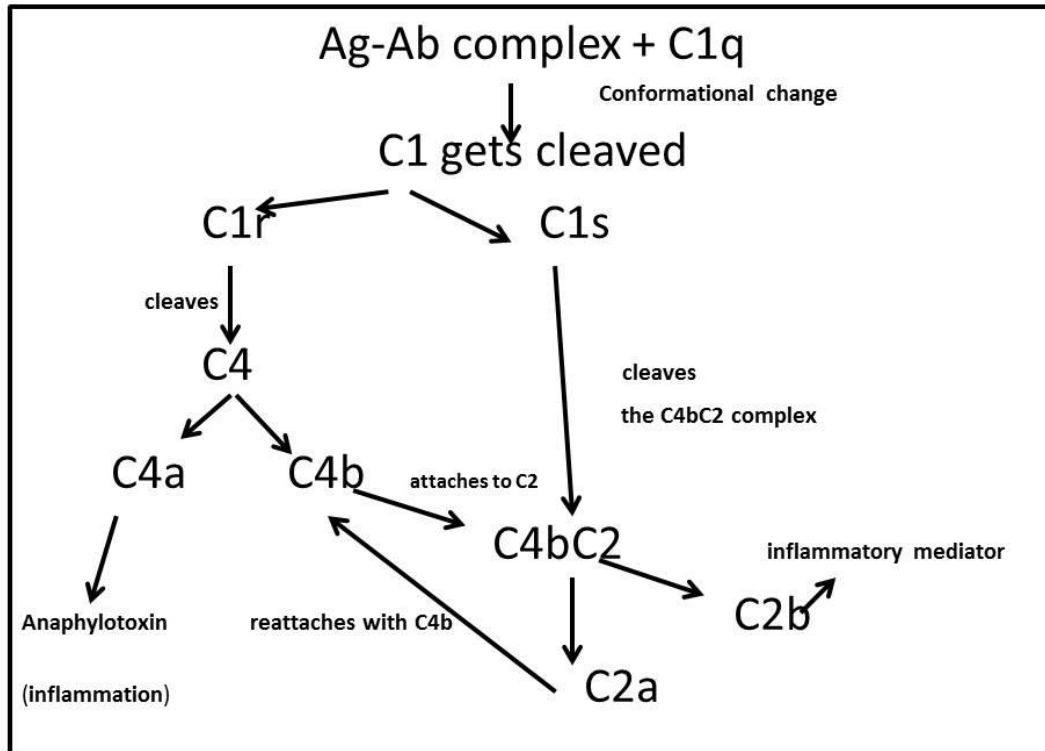 Ag-Ab complex + C1q
Conformational change
C1 gets cleaved
C1r
C1s
cleaves
C4
cleaves
the C4bC2 complex
C4a
C4b
attaches to C2
C4bC2
inflammatory mediator
C2b
Anaphylotoxin
reattaches with C4b
C2a
(inflammation)